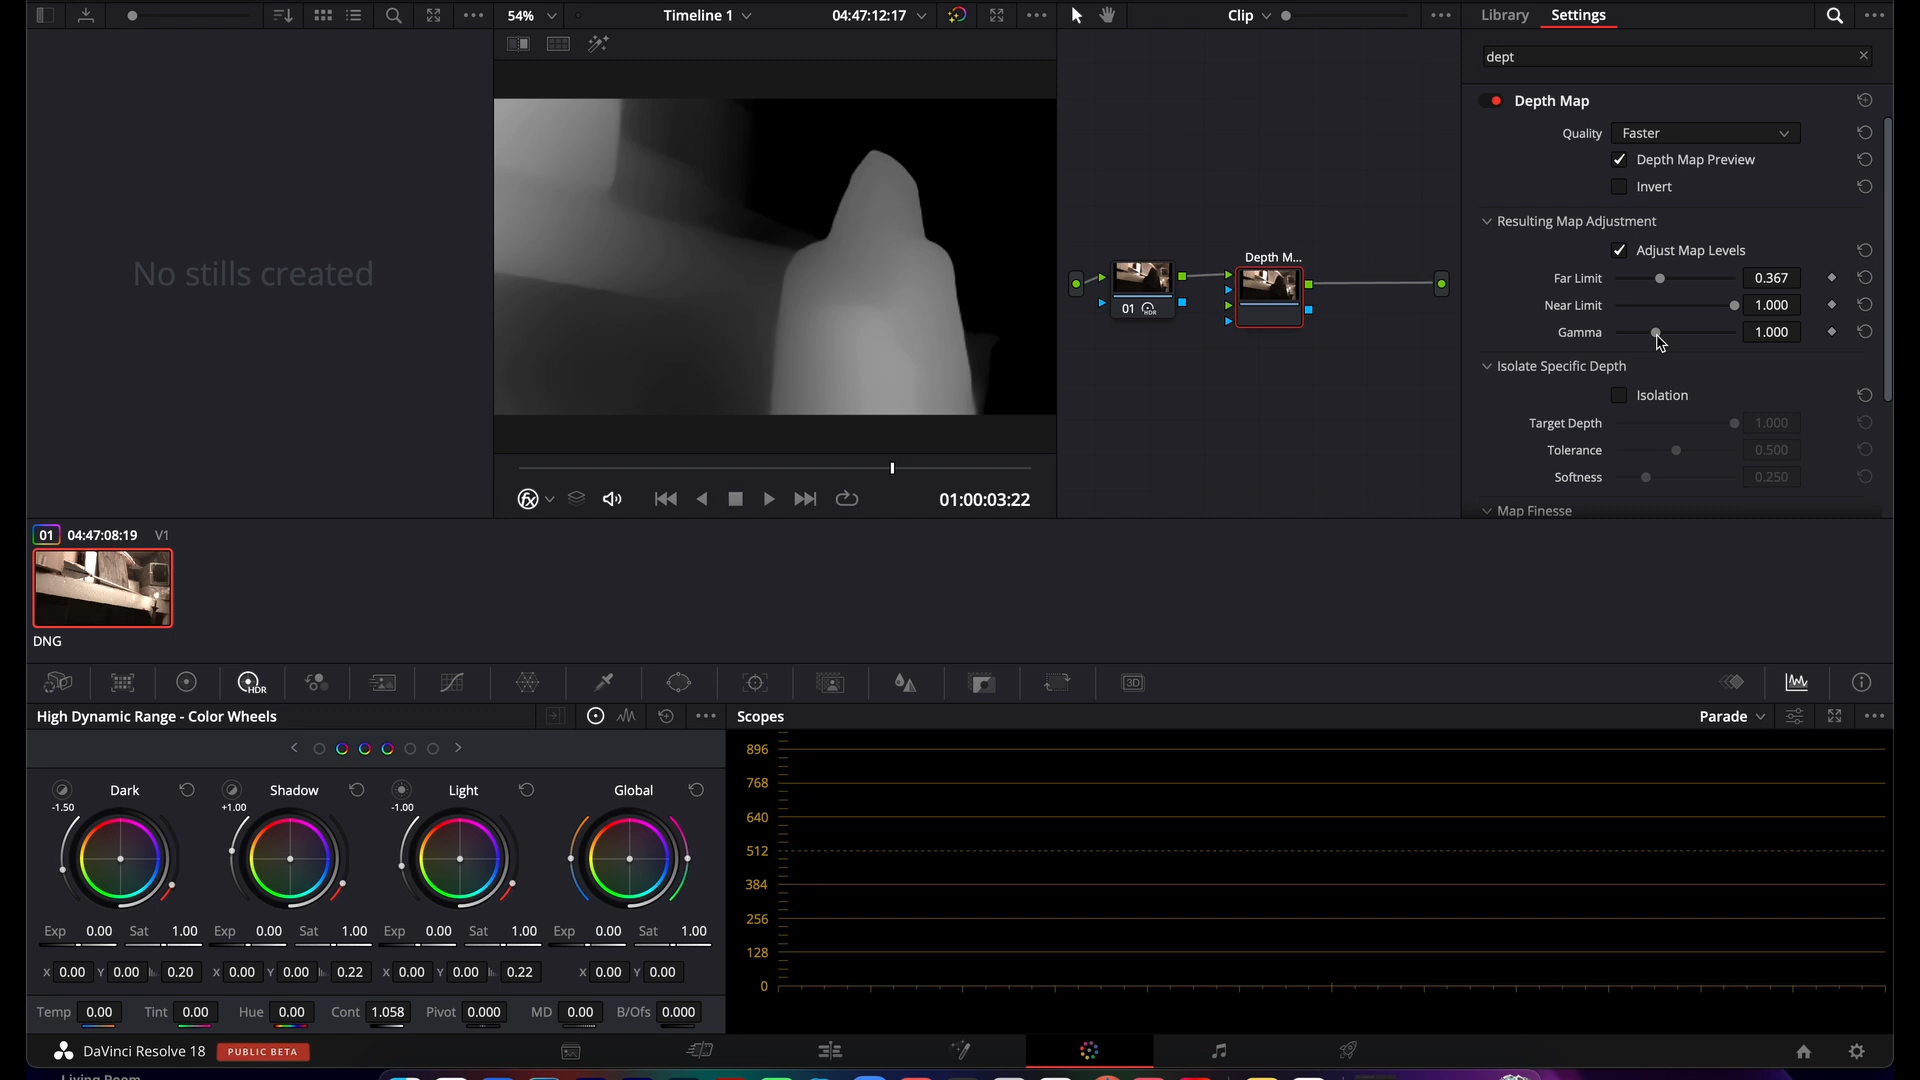 54%
Timeline 1
04:47:12:17
Clip
Library
Settings
dept
Depth Map
Quality
Faster
Depth Map Preview
Invert
Resulting Map Adjustment
Adjust Map Levels
Far Limit
0.367
Near Limit
1.000
Gamma
1.000
Isolate Specific Depth
Isolation
Target Depth
1.000
Tolerance
0.500
Softness
0.250
Map Finesse
No stills created
Depth M...
01
HDR
fx
01:00:03:22
01
04:47:08:19
V1
DNG
HDR
3D
High Dynamic Range - Color Wheels
Scopes
Parade
Dark
-1.50
Shadow
+1.00
Light
-1.00
Global
Exp 0.00 Sat 1.00 Exp 0.00 Sat 1.00 Exp 0.00 Sat 1.00 Exp 0.00 Sat 1.00
X 0.00 Y 0.00 0.20 X 0.00 Y 0.00 0.22 X 0.00 Y 0.00 0.22 X 0.00 Y 0.00
Temp 0.00 Tint 0.00 Hue 0.00 Cont 1.058 Pivot 0.000 MD 0.00 B/Ofs 0.000
896
768
640
512
384
256
128
0
DaVinci Resolve 18
PUBLIC BETA
Living Room